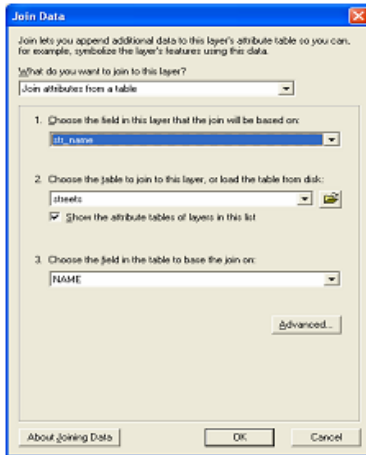 Join Data
Join lets you append additional data to this layer's attribute table so you can,
for example, symbolize the layer's features using this data.
What do you want to join to this layer?
Join attributes from a table
1. Choose the field in this layer that the join will be based on:
str_name
2. Choose the table to join to this layer, or load the table from disk:
streets
Show the attribute tables of layers in this list
3. Choose the field in the table to base the join on:
NAME
Advanced...
About Joining Data
OK
Cancel